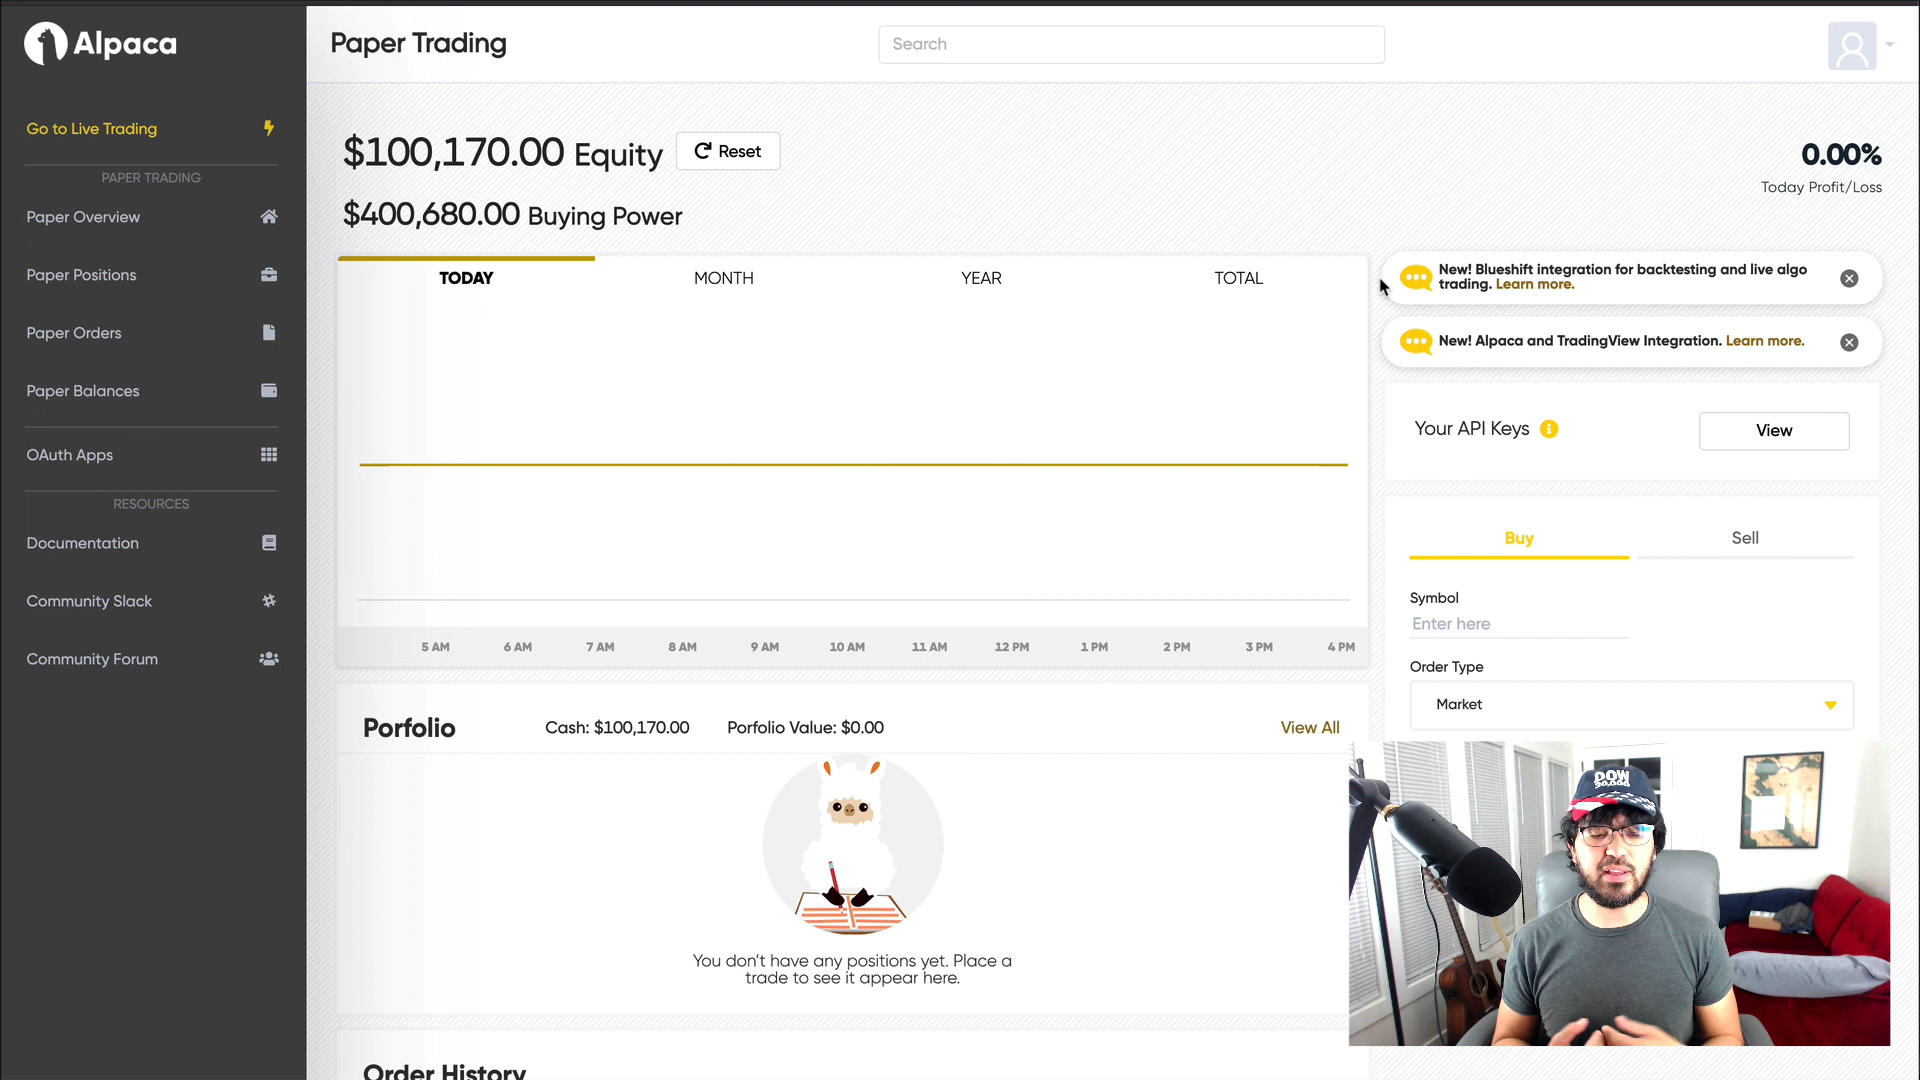 Alpaca
Paper Trading
Search
Go to Live Trading
PAPER TRADING
Paper Overview
Paper Positions
Paper Orders
Paper Balances
OAuth Apps
RESOURCES
Documentation
Community Slack
Community Forum
$100,170.00 Equity
Reset
$400,680.00 Buying Power
0.00%
Today Profit/Loss
TODAY MONTH YEAR TOTAL
5 AM 6 AM 7 AM 8 AM 9 AM 10 AM 11 AM 12 PM 1 PM 2 PM 3 PM 4 PM
New! Blueshift integration for backtesting and live algo
trading. Learn more.
New! Alpaca and TradingView Integration. Learn more.
Your API Keys
View
Buy Sell
Symbol
Enter here
Order Type
Market
Porfolio Cash: $100,170.00 Porfolio Value: $0.00 View All
You don't have any positions yet. Place a
trade to see it appear here.
Order History
DOW